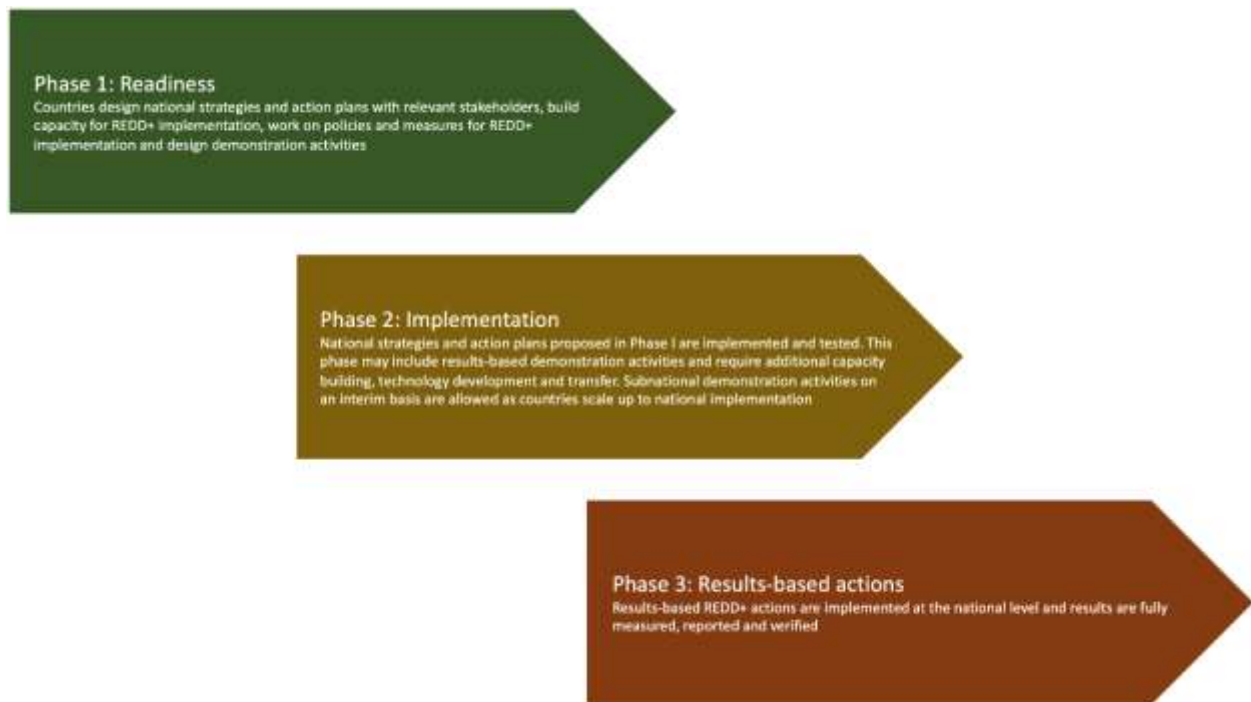 Phase 1: Readiness
Countries design national strategies and action plans with relevant stakeholders, build
capacity for REDD+ implementation, work on policies and measures for REDD+
implementation and design demonstration activities
Phase 2: Implementation
National strategies and action plans proposed in Phase I are implemented and tested. This
phase may include results-based demonstration activities and require additional capacity
building, technology development and transfer. Subnational demonstration activities on
an interim basis are allowed as countries scale up to national implementation
Phase 3: Results-based actions
Results-based REDD+ actions are implemented at the national level and results are fully
measured, reported and verified